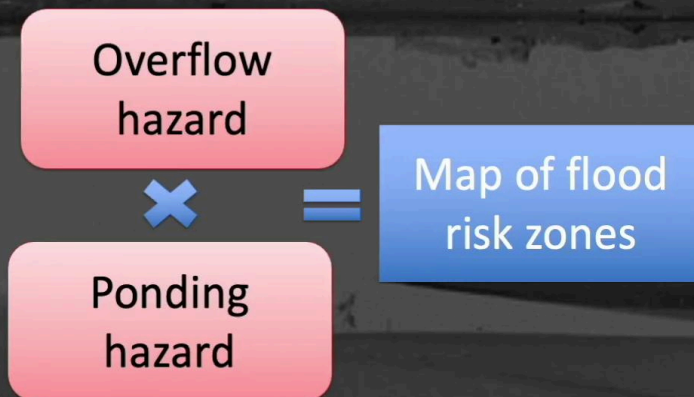 Overflow
hazard
Map of flood
risk zones
Ponding
hazard